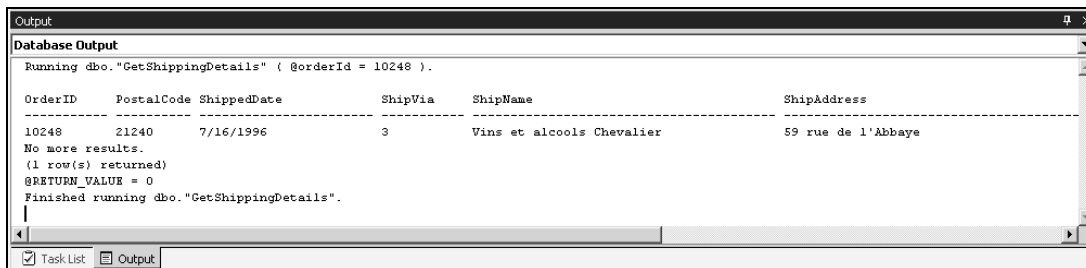 Output
Database Output
Running dbo."GetShippingDetails" ( @orderId = 10248 ).
OrderID PostalCode ShippedDate ShipVia ShipName ShipAddress
----------- ---------- ----------------------- ----------- ---------------------------------------- ------------------------------------
10248 21240 7/16/1996 3 Vins et alcools Chevalier 59 rue de l'Abbaye
No more results.
(1 row(s) returned)
@RETURN_VALUE = 0
Finished running dbo."GetShippingDetails".
Task List Output